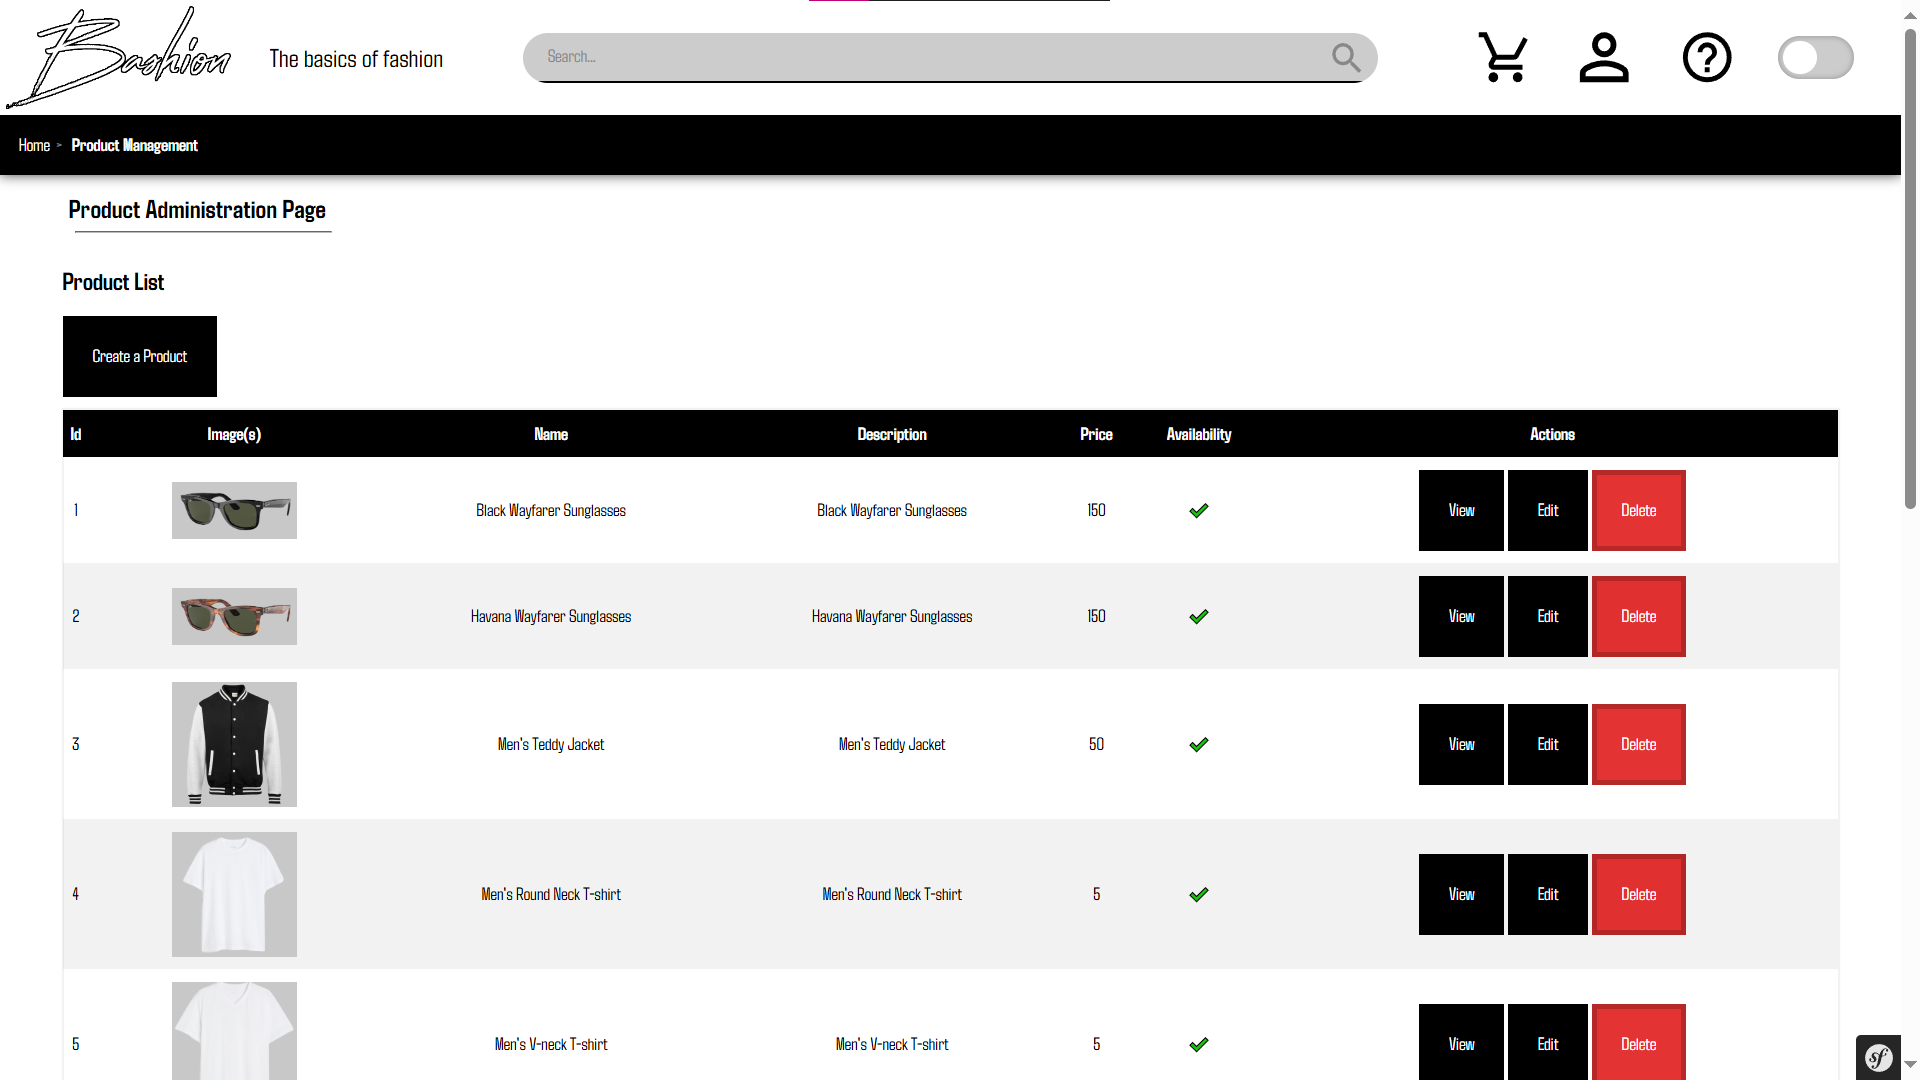 Bashion
The basics of fashion
Search...
Home > Product Management
Product Administration Page
Product List
Create a Product
Id Image(s) Name Description Price Availability Actions
1 Black Wayfarer Sunglasses Black Wayfarer Sunglasses 150 View Edit Delete
2 Havana Wayfarer Sunglasses Havana Wayfarer Sunglasses 150 View Edit Delete
3 Men's Teddy Jacket Men's Teddy Jacket 50 View Edit Delete
4 Men's Round Neck T-shirt Men's Round Neck T-shirt 5 View Edit Delete
5 Men's V-neck T-shirt Men's V-neck T-shirt 5 View Edit Delete
sf